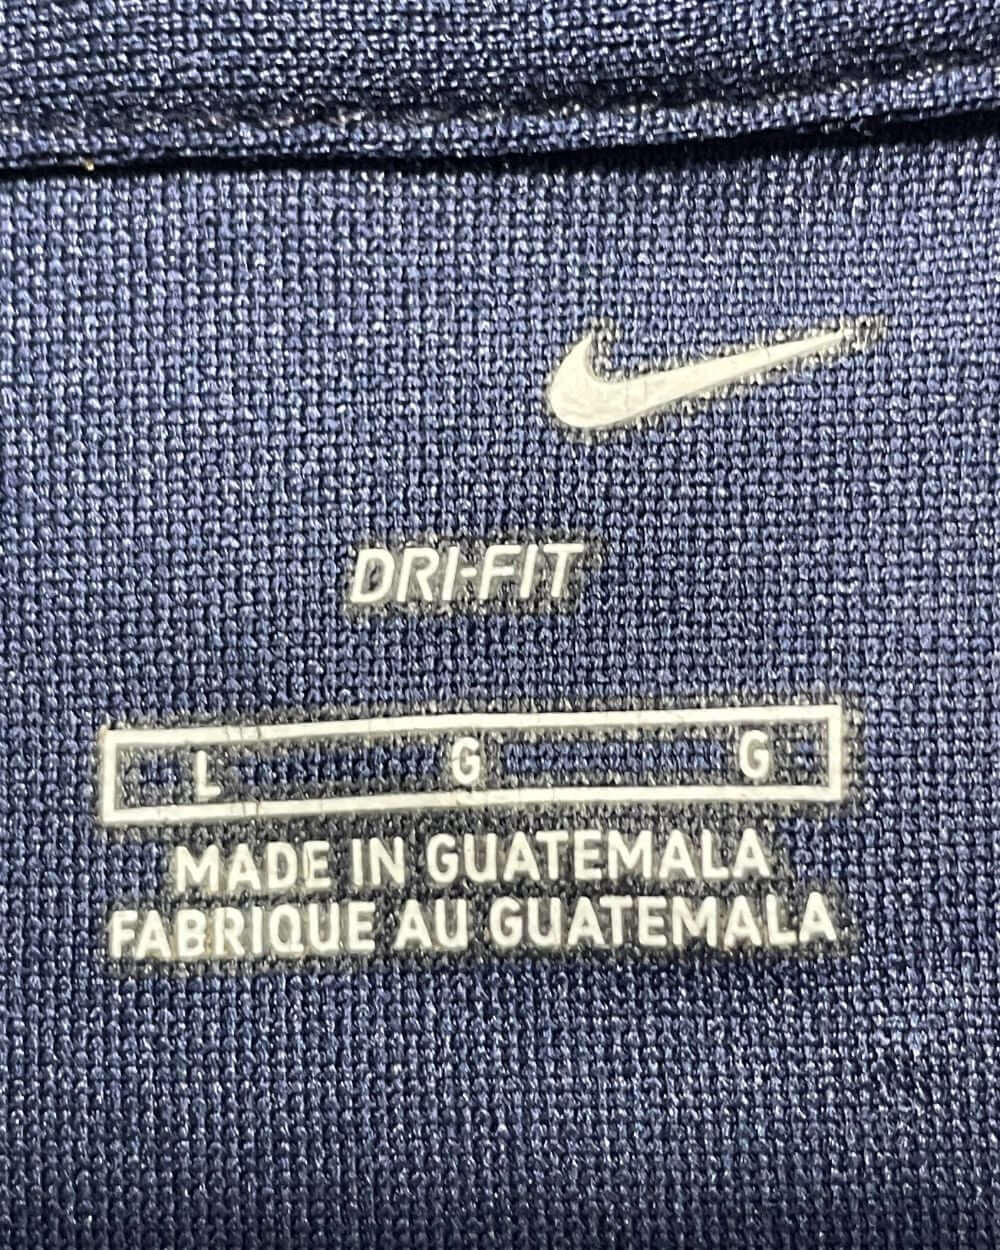 DRI-FIT
L G G
MADE IN GUATEMALA
FABRIQUE AU GUATEMALA